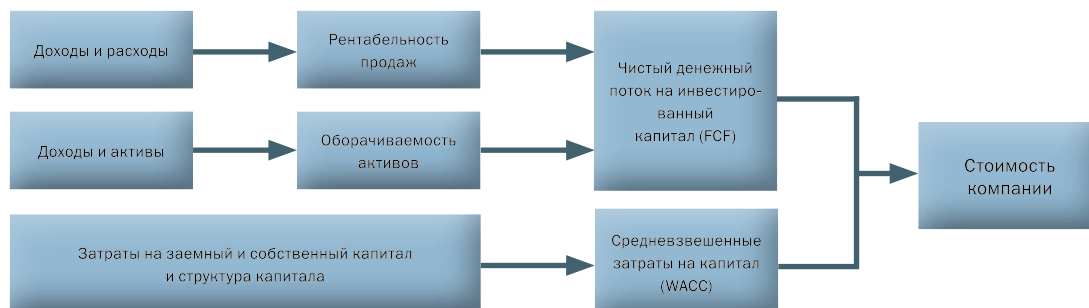 Доходы и расходы
Рентабельность
продаж
Чистый денежный
поток на инвестиро-
ванный
капитал (FCF)
Доходы и активы
Оборачиваемость
активов
Стоимость
компании
Затраты на заемный и собственный капитал
и структура капитала
Средневзвешенные
затраты на капитал
(WACC)